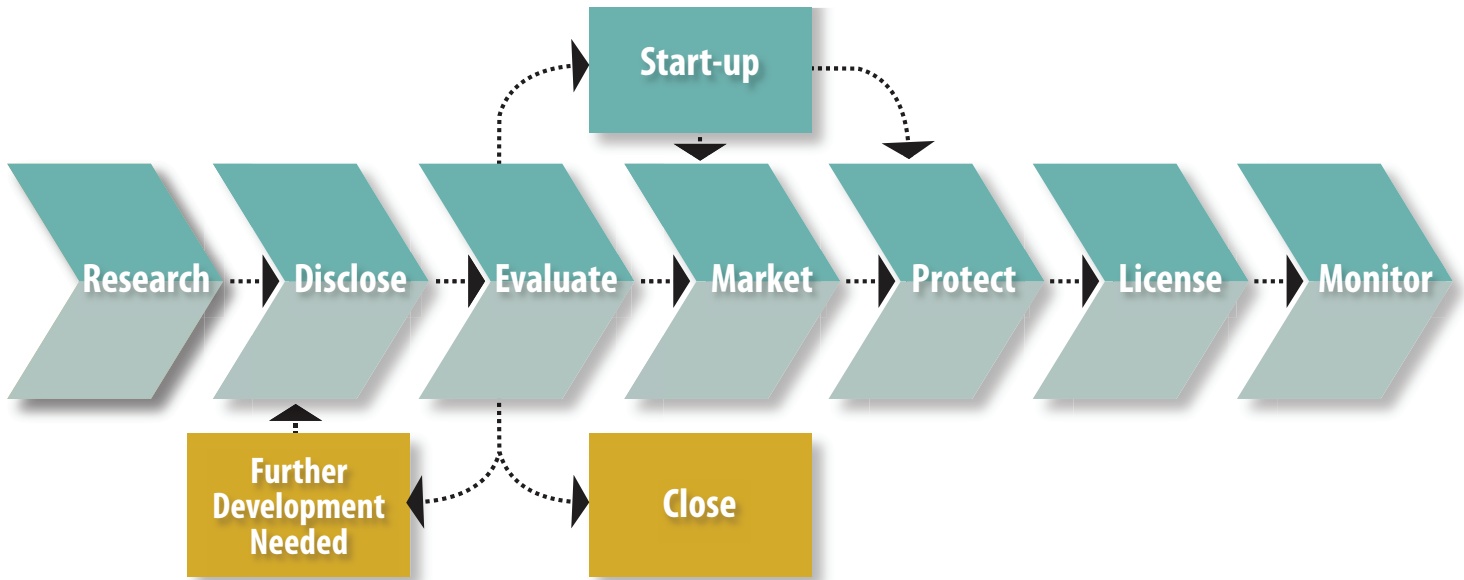 Start-up
Research
Disclose
Evaluate
Market
Protect
License
Monitor
Further
Development
Needed
Close